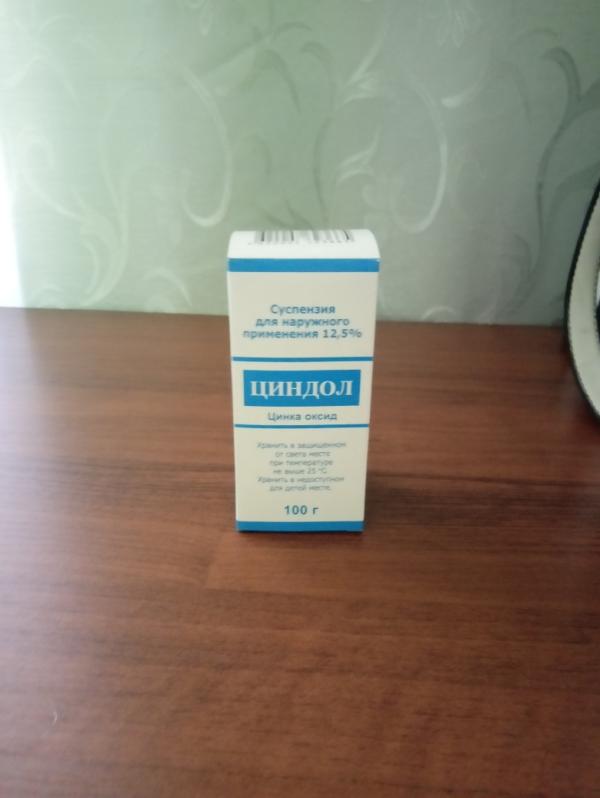 Суспензия
для наружного
применения 12,5%
ЦИНДОЛ
Цинка оксид
Хранить в защищенном
от света месте
при температуре
не выше 25 °С.
Хранить в недоступном
для детей месте.
100 г